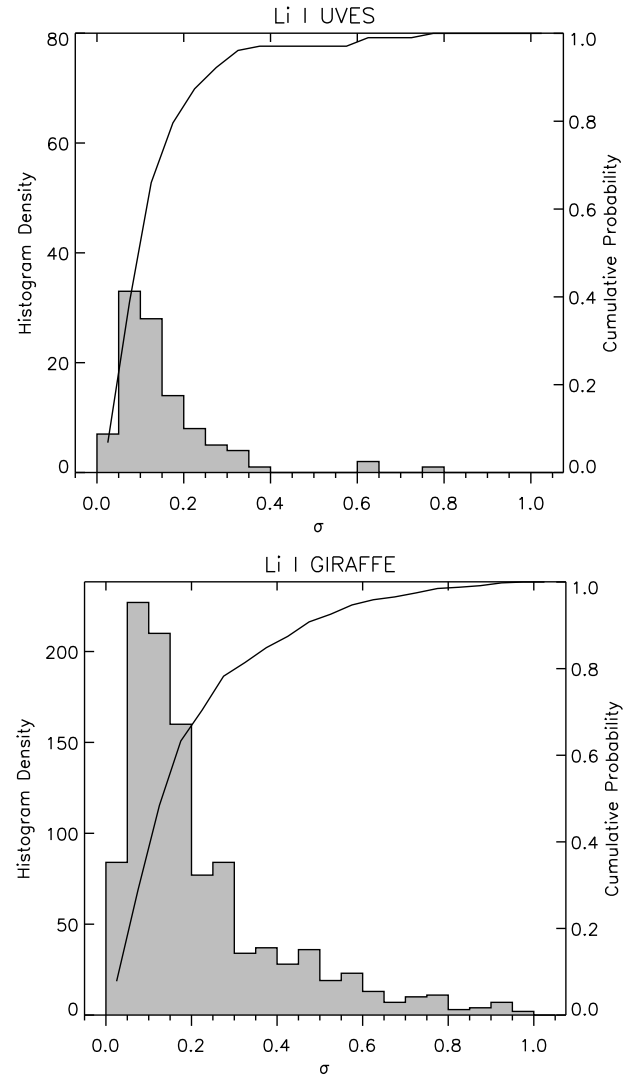 Li I UVES
80
60
40
20
0
Histogram Density
1.0
0.8
0.6
0.4
0.2
0.0
Cumulative Probability
0.0 0.2 0.4 0.6 0.8 1.0
σ
Li I GIRAFFE
200
150
100
50
0
Histogram Density
1.0
0.8
0.6
0.4
0.2
0.0
Cumulative Probability
0.0 0.2 0.4 0.6 0.8 1.0
σ